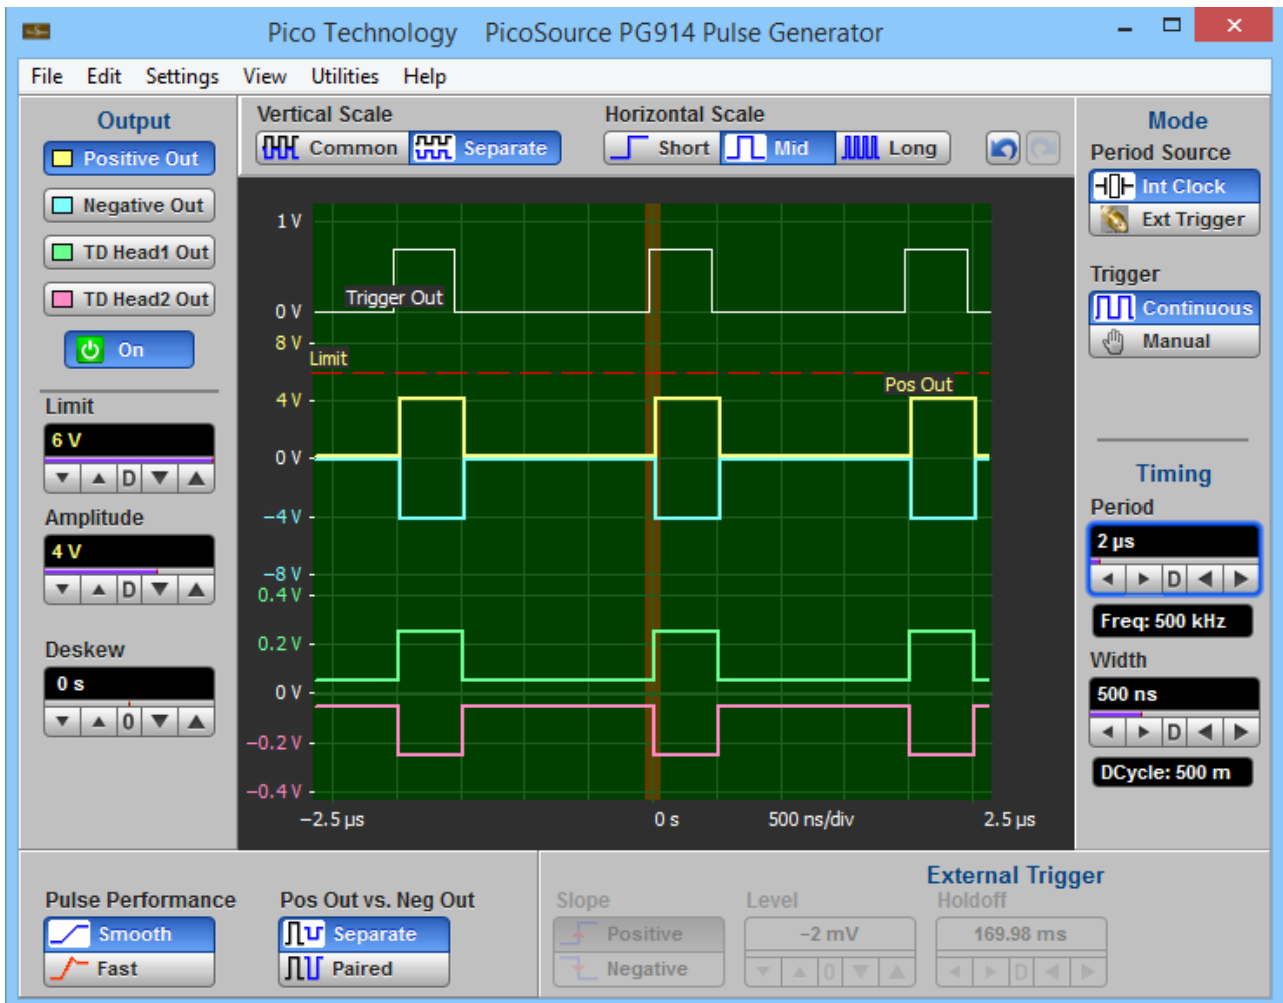 Pico Technology PicoSource PG914 Pulse Generator
File Edit Settings View Utilities Help
Output
Positive Out
Negative Out
TD Head1 Out
TD Head2 Out
On
Limit
6 V
D
Amplitude
4 V
D
Deskew
0 s
0
Vertical Scale
Common Separate
Horizontal Scale
Short Mid Long
1 V
Trigger Out
0 V
8 V
Limit
Pos Out
4 V
0 V
−4 V
−8 V
0.4 V
0.2 V
0 V
−0.2 V
−0.4 V
−2.5 µs 0 s 500 ns/div 2.5 µs
Mode
Period Source
Int Clock
Ext Trigger
Trigger
Continuous
Manual
Timing
Period
2 µs
D
Freq: 500 kHz
Width
500 ns
D
DCycle: 500 m
Pulse Performance
Smooth
Fast
Pos Out vs. Neg Out
Separate
Paired
External Trigger
Slope
Positive
Negative
Level
−2 mV
0
Holdoff
169.98 ms
D